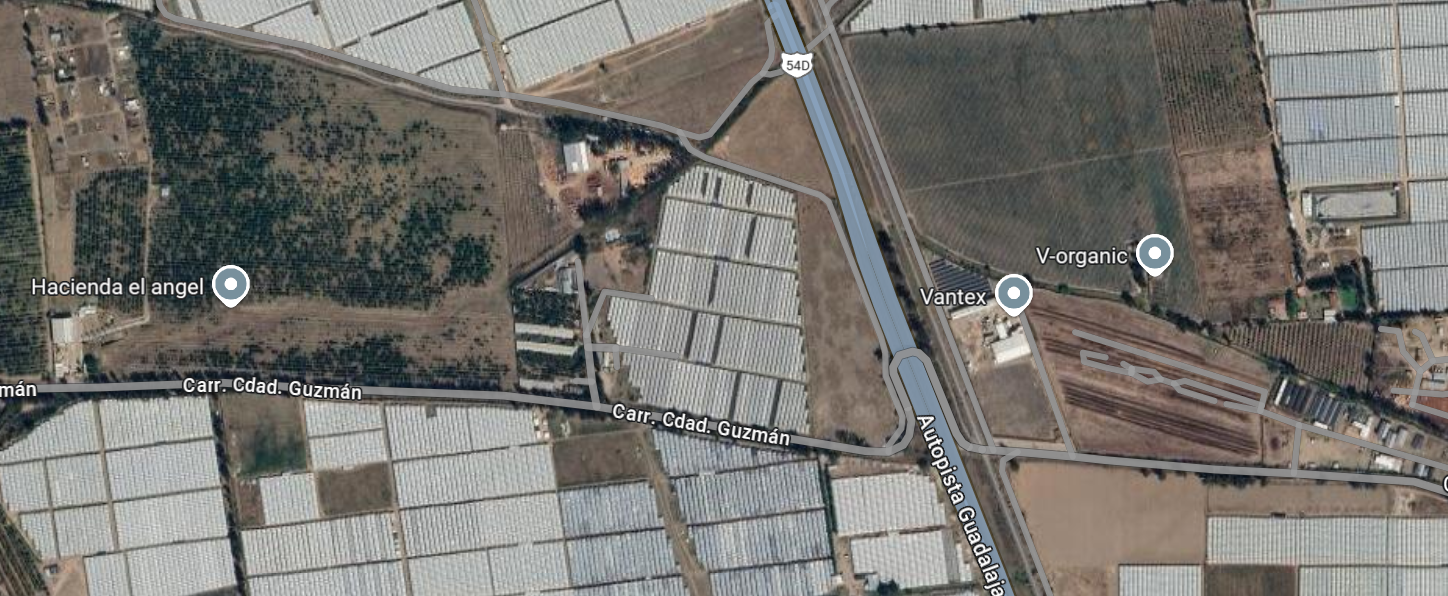 54D
V-organic
Hacienda el angel
Vantex
mán
Carr. Cdad. Guzmán
Carr. Cdad. Guzmán
Autopista Guadalaja